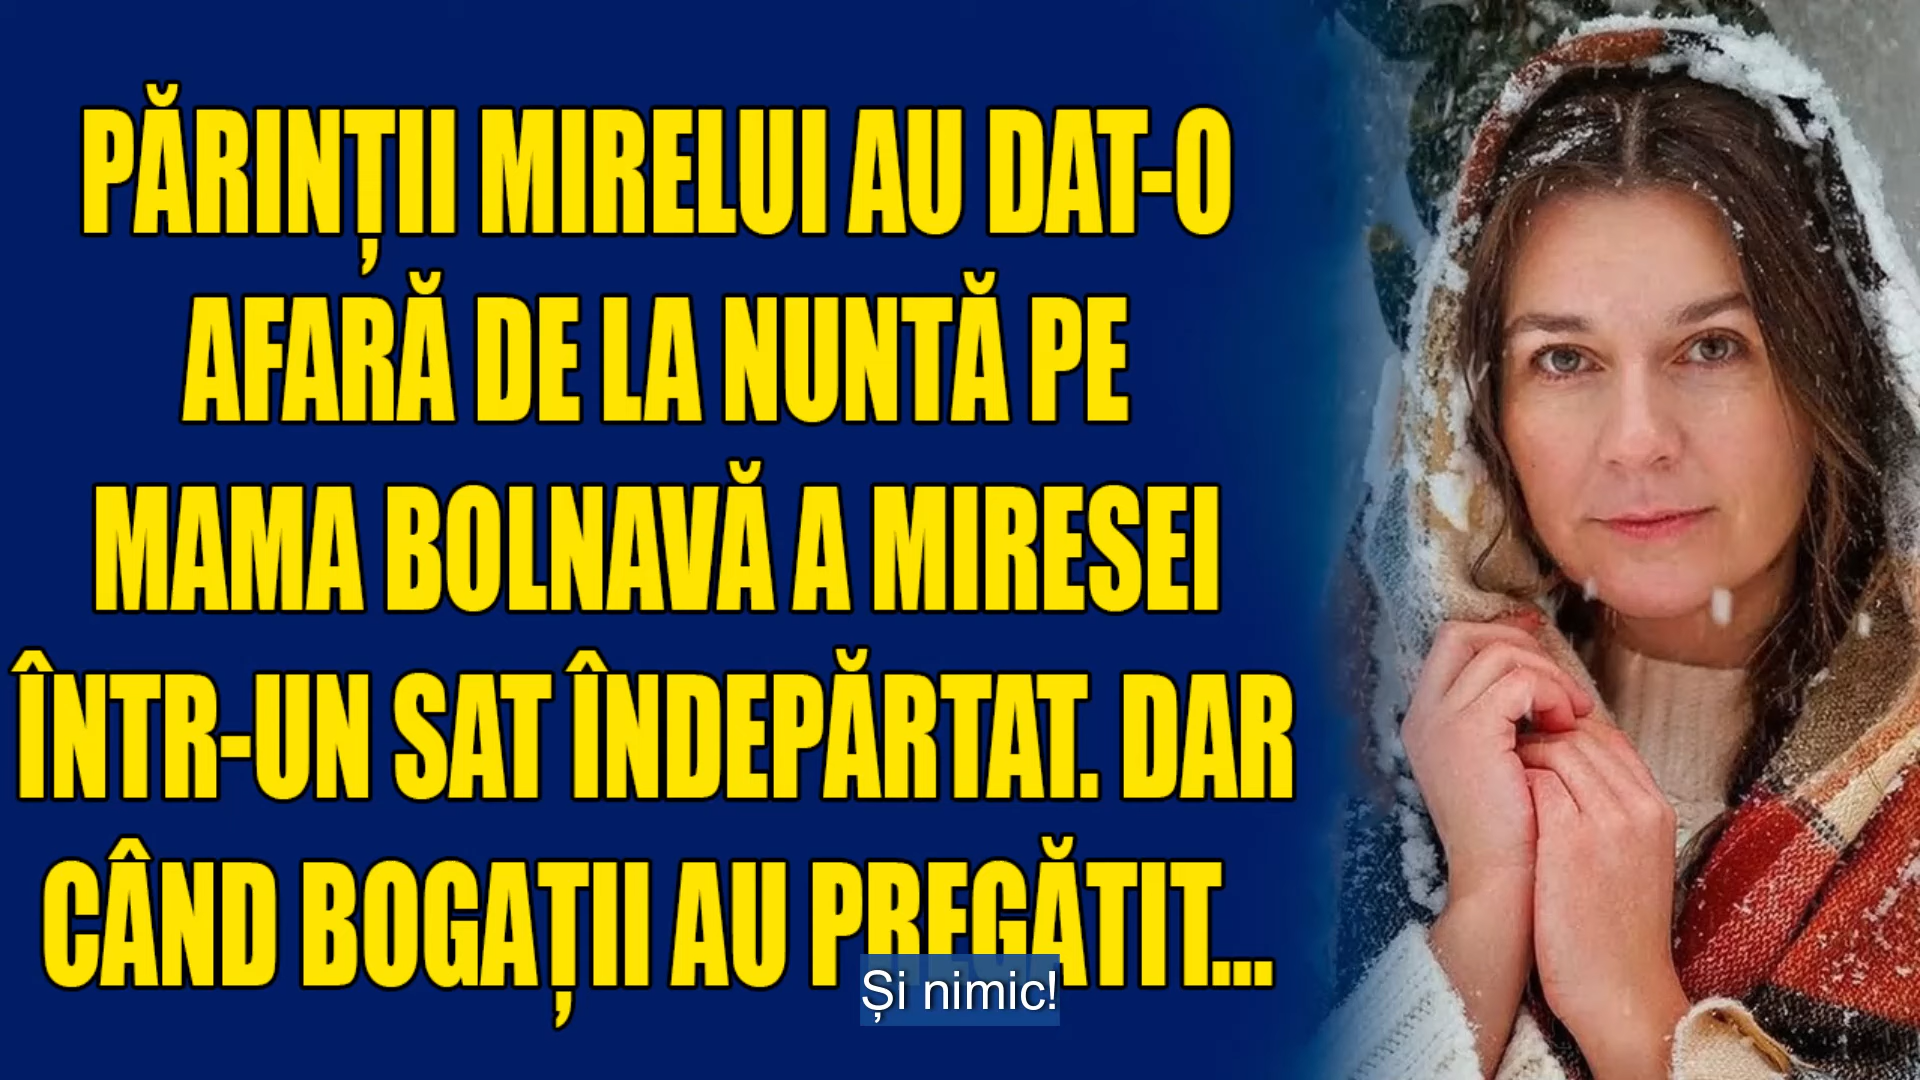 PĂRINȚII MIRELUI AU DAT-O
AFARĂ DE LA NUNTĂ PE
MAMA BOLNAVĂ A MIRESEI
ÎNTR-UN SAT ÎNDEPĂRTAT. DAR
CÂND BOGAȚII AU PREGĂTIT...
Și nimic!